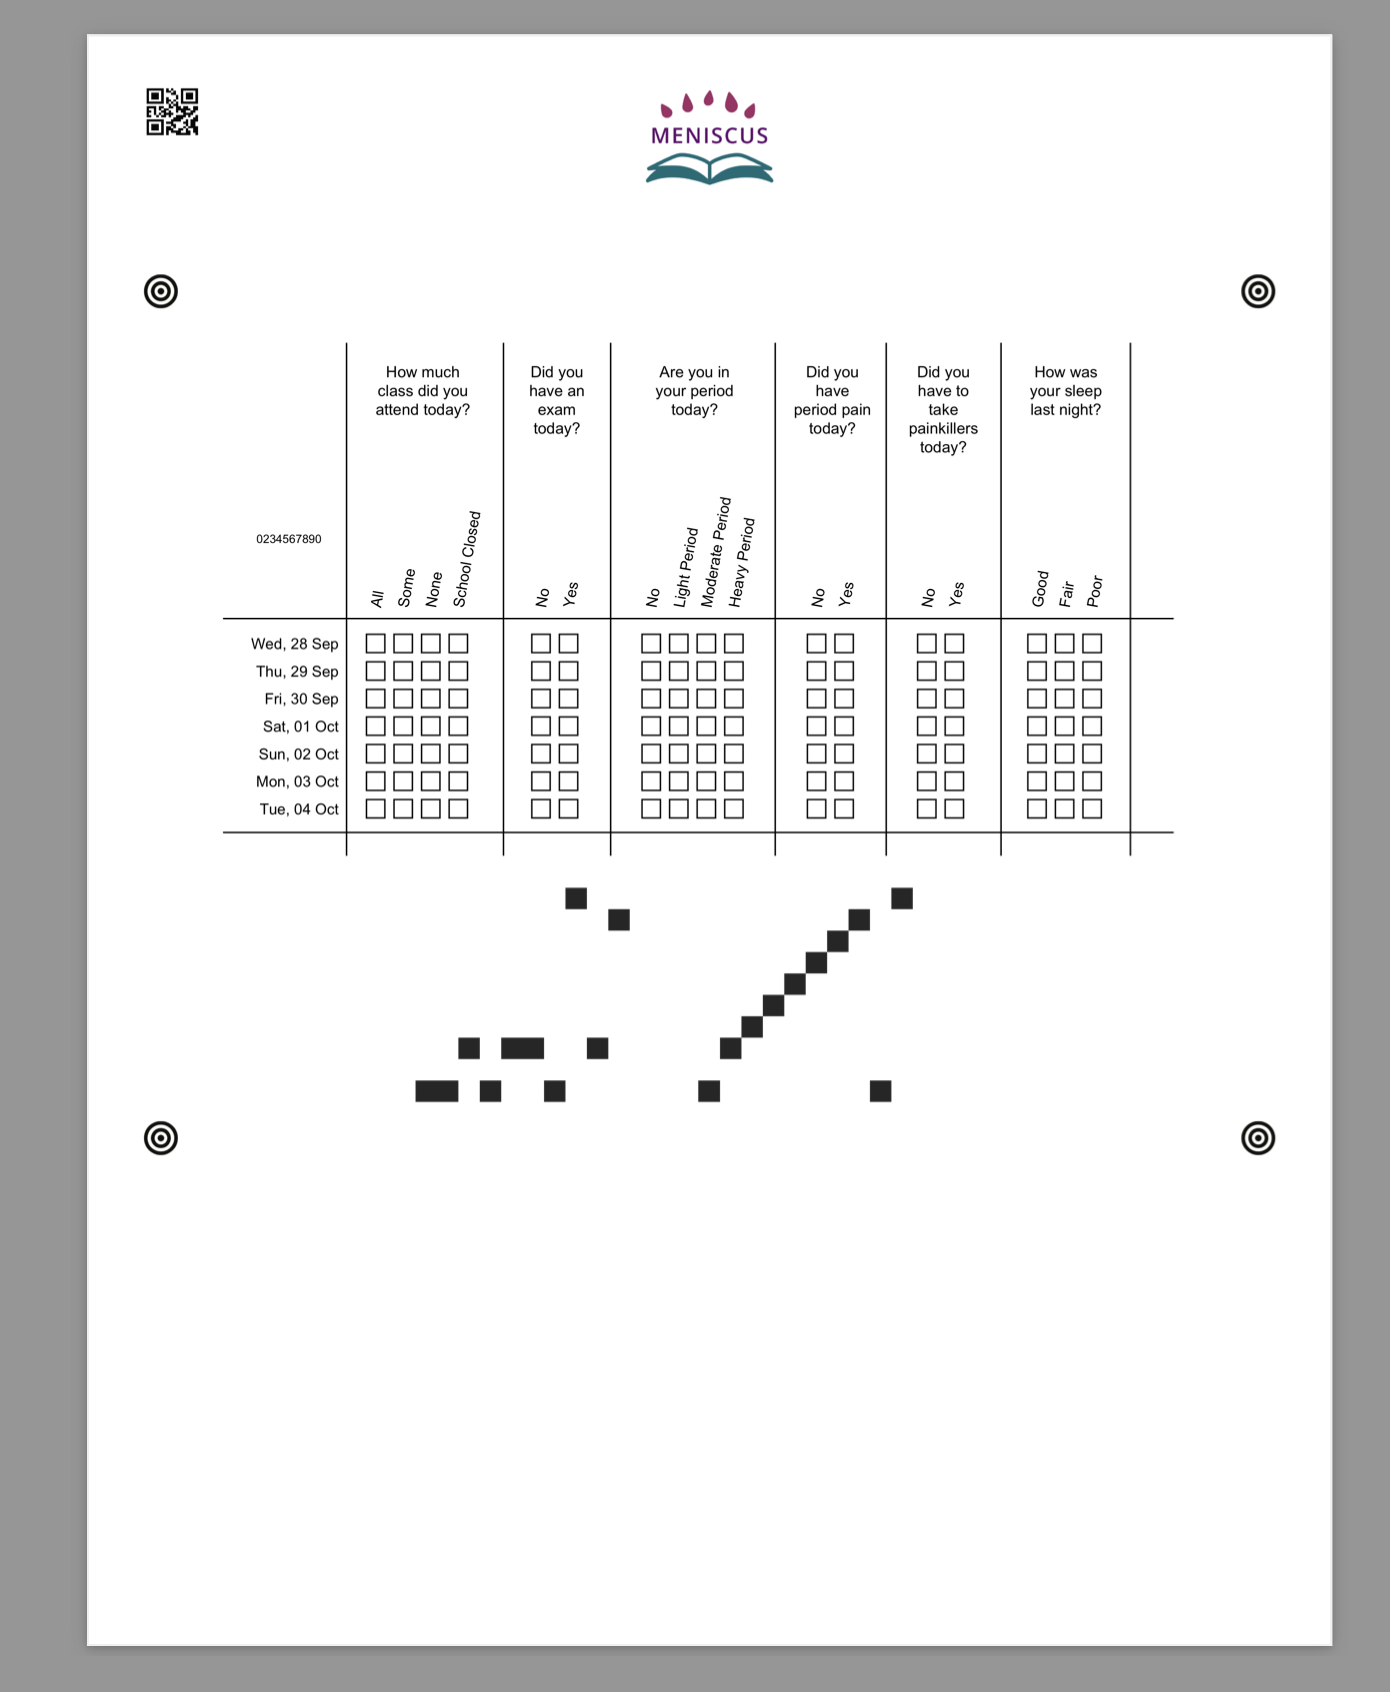 MENISCUS
How much
class did you
attend today?
Did you
have an
exam
today?
Are you in
your period
today?
Did you
have
period pain
today?
Did you
have to
take
painkillers
today?
How was
your sleep
last night?
0234567890
All
Some
None
School Closed
No
Yes
No
Light Period
Moderate Period
Heavy Period
No
Yes
No
Yes
Good
Fair
Poor
Wed, 28 Sep
Thu, 29 Sep
Fri, 30 Sep
Sat, 01 Oct
Sun, 02 Oct
Mon, 03 Oct
Tue, 04 Oct